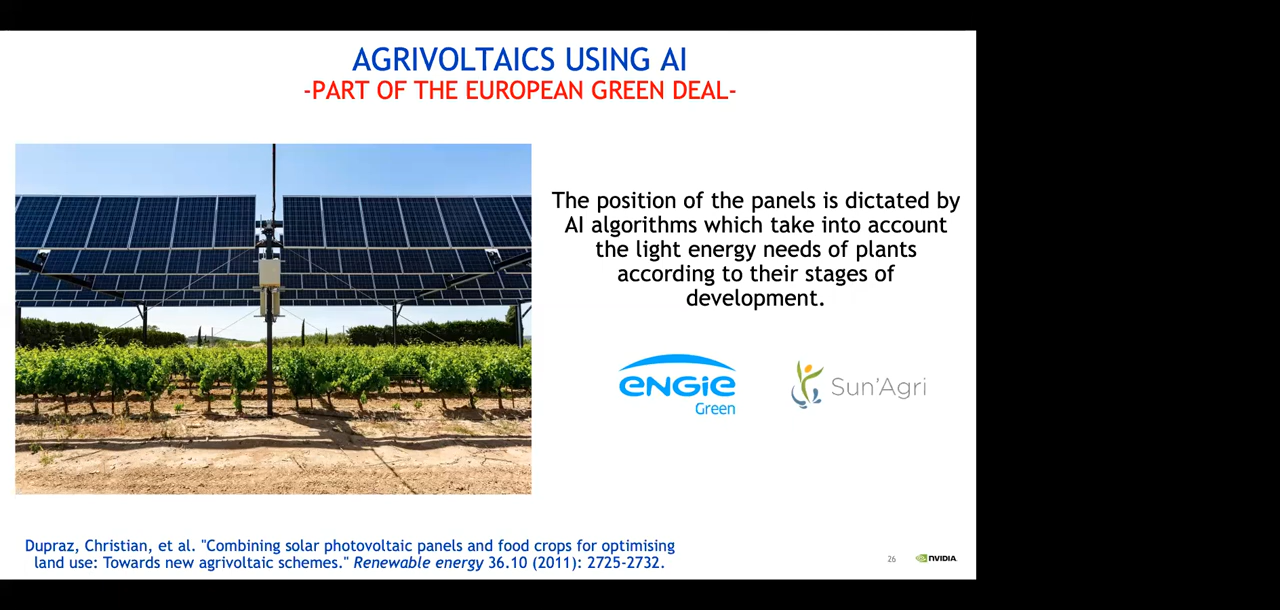 AGRIVOLTAICS USING AI
-PART OF THE EUROPEAN GREEN DEAL-
The position of the panels is dictated by
AI algorithms which take into account
the light energy needs of plants
according to their stages of
development.
ENGIE
Green
Sun'Agri
Dupraz, Christian, et al. "Combining solar photovoltaic panels and food crops for optimising
land use: Towards new agrivoltaic schemes." Renewable energy 36.10 (2011): 2725-2732.
26
NVIDIA